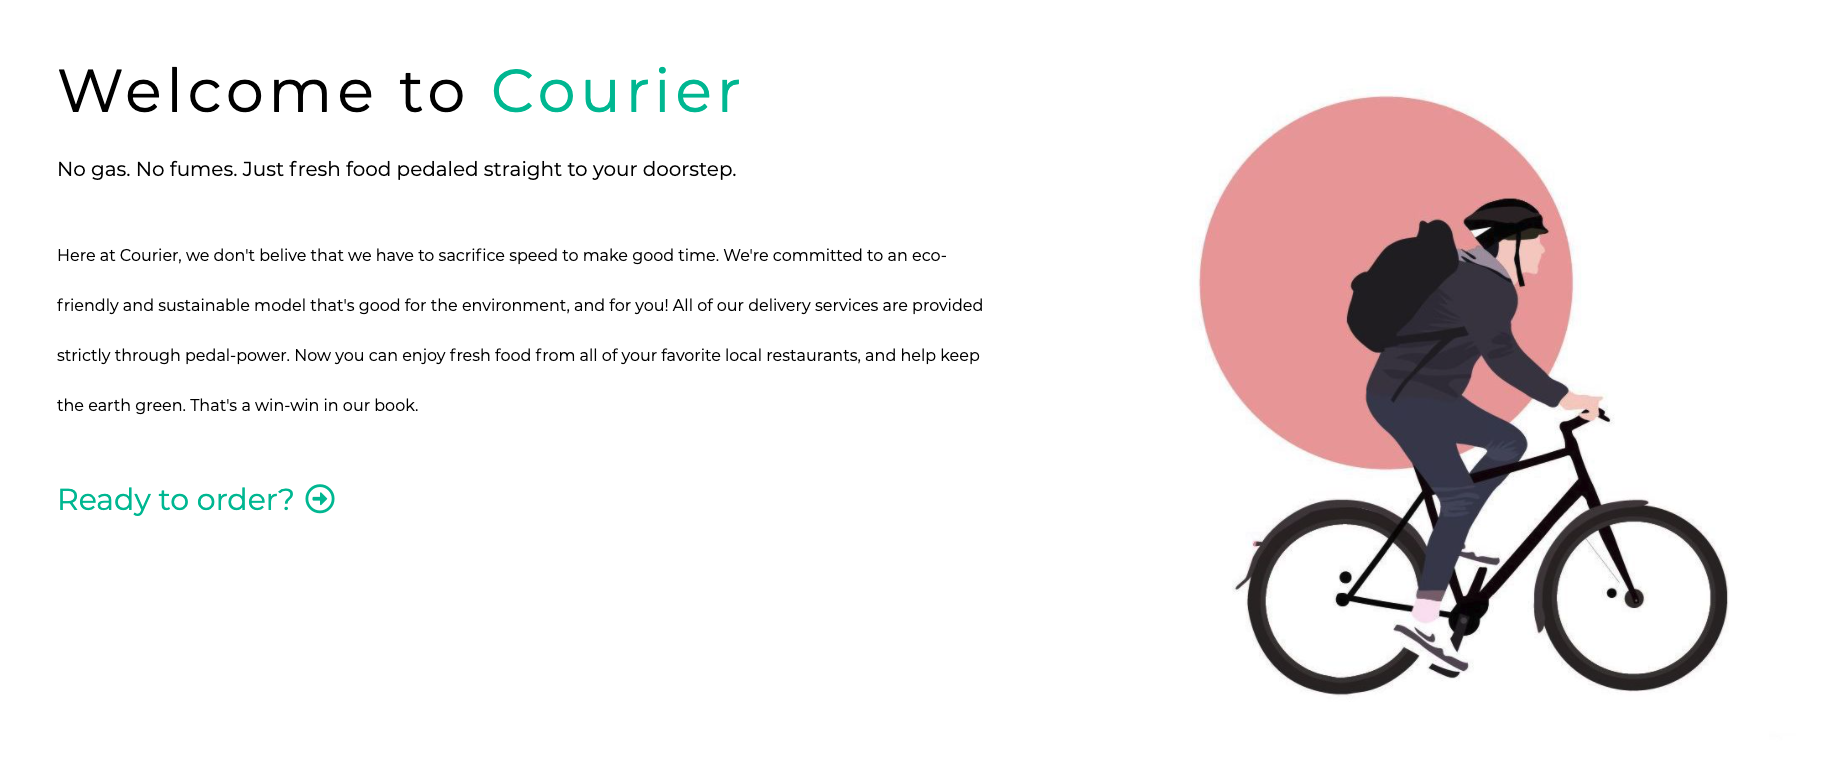 Welcome to Courier
No gas. No fumes. Just fresh food pedaled straight to your doorstep.
Here at Courier, we don't belive that we have to sacrifice speed to make good time. We're committed to an eco-
friendly and sustainable model that's good for the environment, and for you! All of our delivery services are provided
strictly through pedal-power. Now you can enjoy fresh food from all of your favorite local restaurants, and help keep
the earth green. That's a win-win in our book.
Ready to order?